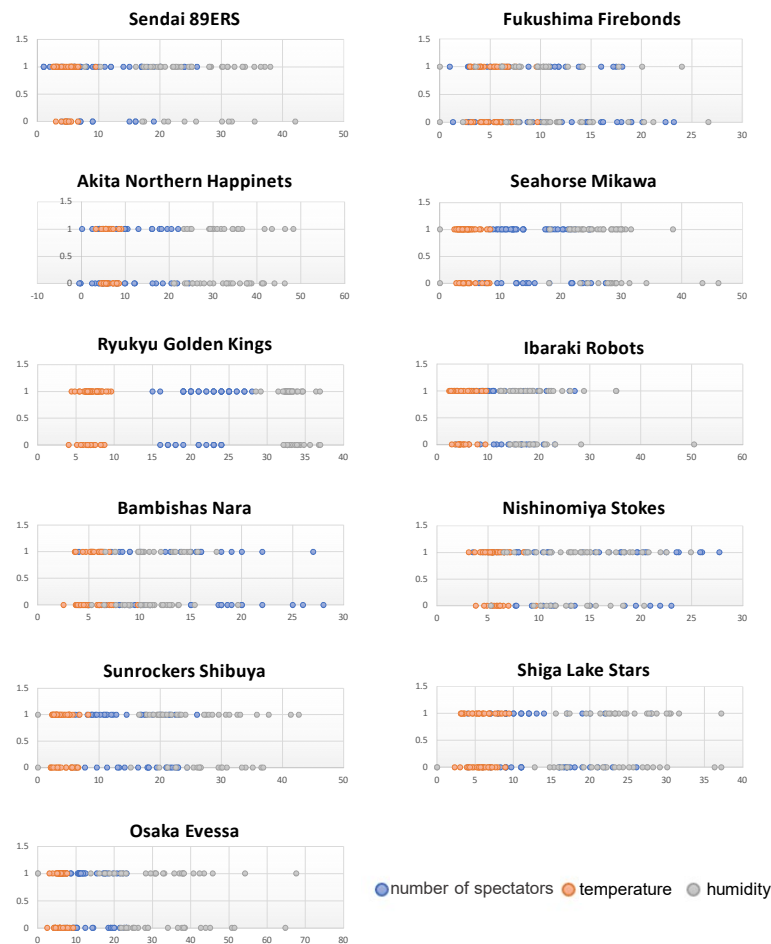 Sendai 89ERS
1.5
1
0.5
0
0 10 20 30 40 50
Fukushima Firebonds
1.5
1
0.5
0
0 5 10 15 20 25 30
Akita Northern Happinets
1.5
1
0.5
0
-10 0 10 20 30 40 50 60
Seahorse Mikawa
1.5
1
0.5
0
0 10 20 30 40 50
Ryukyu Golden Kings
1.5
1
0.5
0
0 5 10 15 20 25 30 35 40
Ibaraki Robots
1.5
1
0.5
0
0 10 20 30 40 50 60
Bambishas Nara
1.5
1
0.5
0
0 5 10 15 20 25 30
Nishinomiya Stokes
1.5
1
0.5
0
0 5 10 15 20 25 30
Sunrockers Shibuya
1.5
1
0.5
0
0 10 20 30 40 50
Shiga Lake Stars
1.5
1
0.5
0
0 5 10 15 20 25 30 35 40
Osaka Evessa
1.5
1
0.5
0
0 20 40 60 80
number of spectators temperature humidity